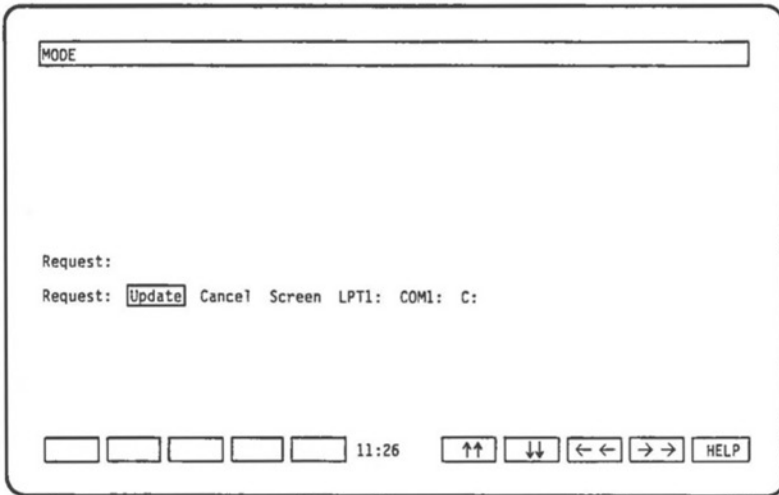 MODE
Request:
Request: Update Cancel Screen LPT1: COM1: C:
11:26 ↑↑ ↓↓ ←← →→ HELP